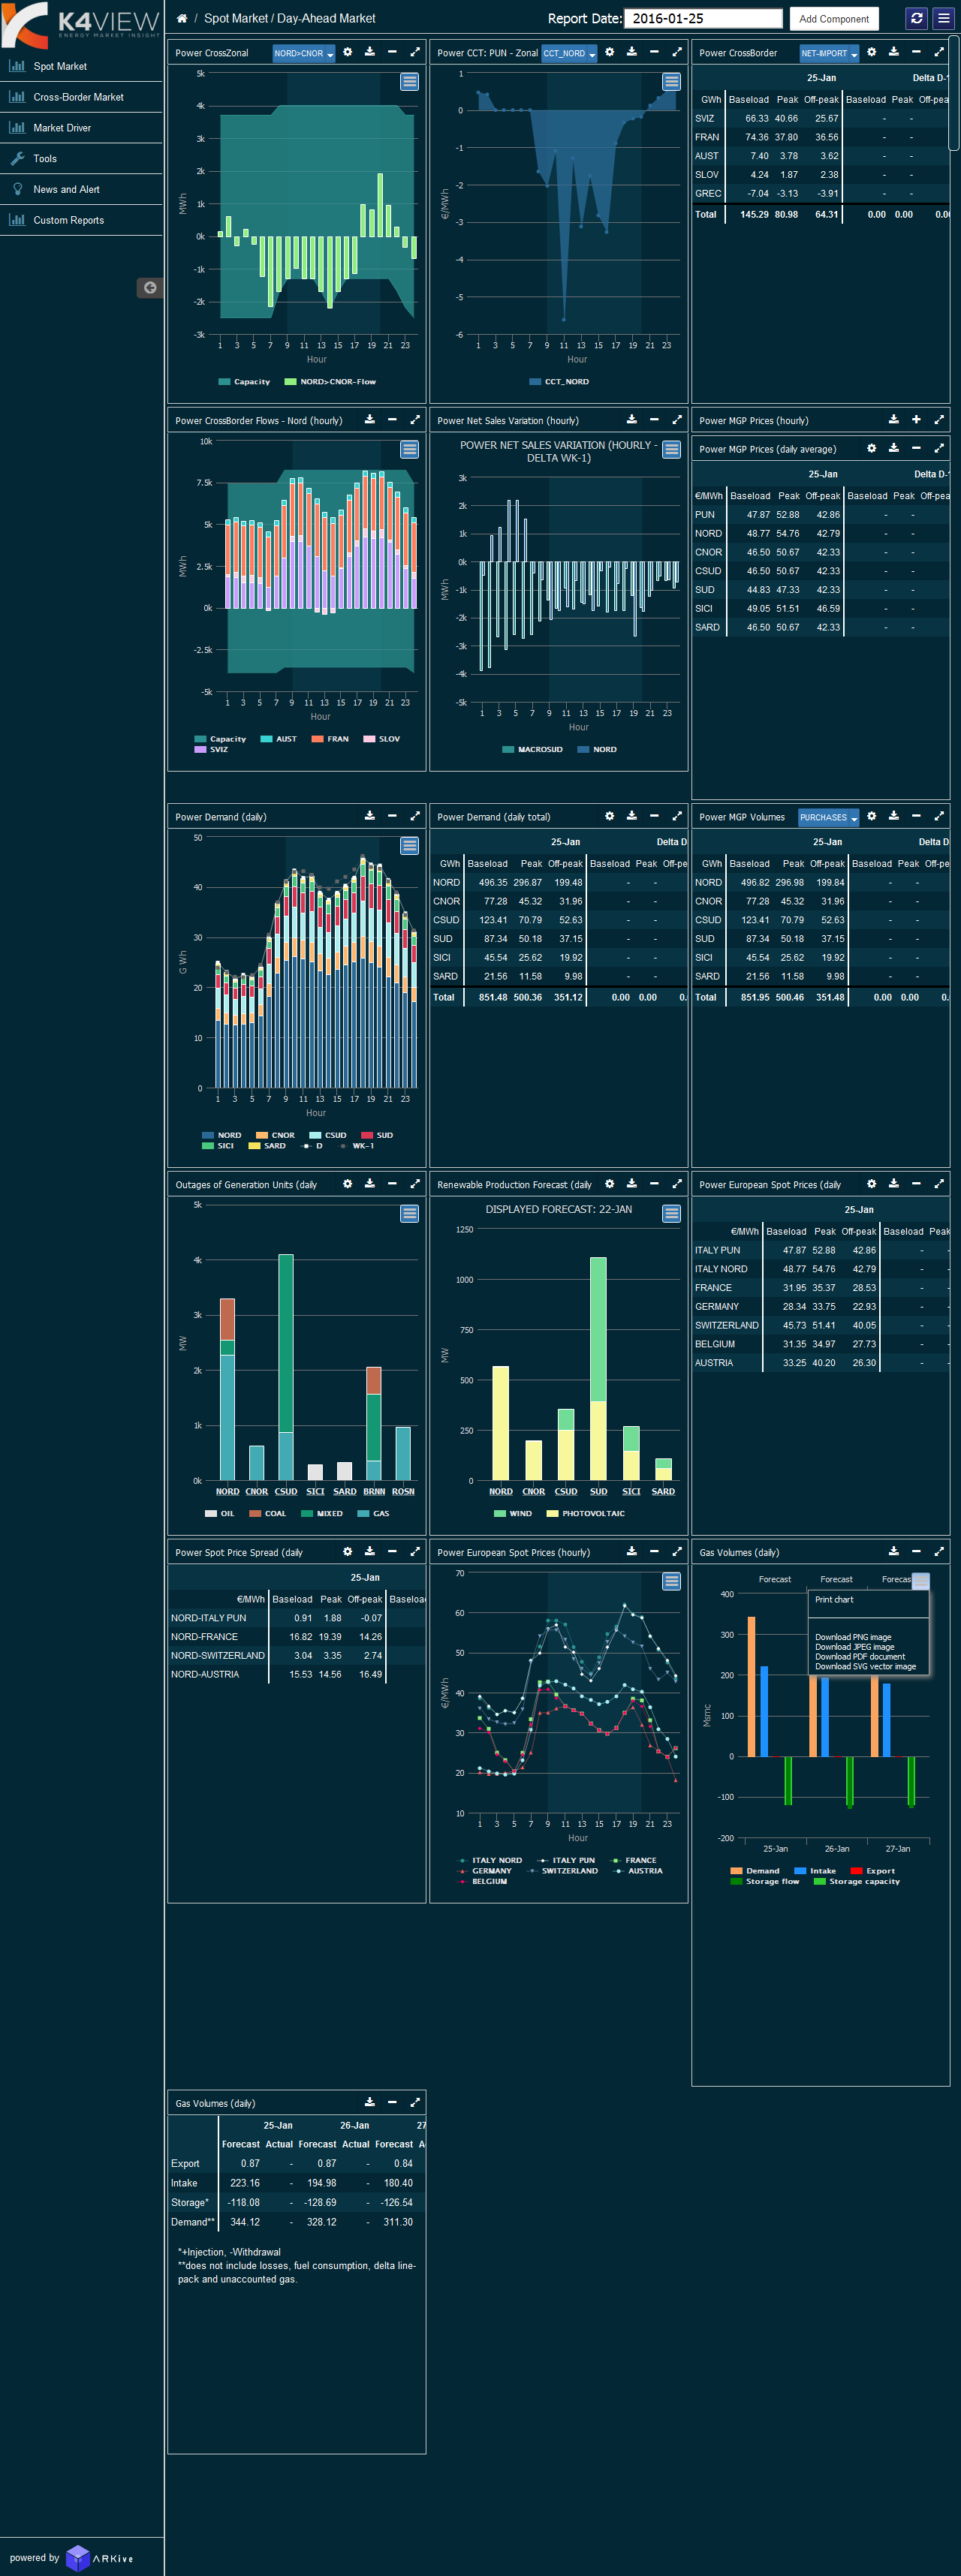 K4VIEW
ENERGY MARKET INSIGHT
/ Spot Market / Day-Ahead Market
Report Date: 2016-01-25
Add Component
Spot Market
Cross-Border Market
Market Driver
Tools
News and Alert
Custom Reports
Power CrossZonal
NORD>CNOR
5k
4k
3k
2k
1k
0k
-1k
-2k
-3k
MWh
1 3 5 7 9 11 13 15 17 19 21 23
Hour
Capacity NORD>CNOR-Flow
Power CCT: PUN - Zonal
CCT_NORD
1
0
-1
-2
-3
-4
-5
-6
€/MWh
1 3 5 7 9 11 13 15 17 19 21 23
Hour
CCT_NORD
Power CrossBorder
NET-IMPORT
25-Jan Delta D-1
GWh Baseload Peak Off-peak Baseload Peak Off-pea
SVIZ 66.33 40.66 25.67 - -
FRAN 74.36 37.80 36.56 - -
AUST 7.40 3.78 3.62 - -
SLOV 4.24 1.87 2.38 - -
GREC -7.04 -3.13 -3.91 - -
Total 145.29 80.98 64.31 0.00 0.00 0.00
Power CrossBorder Flows - Nord (hourly)
10k
7.5k
5k
2.5k
0k
-2.5k
-5k
MWh
1 3 5 7 9 11 13 15 17 19 21 23
Hour
Capacity AUST FRAN SLOV
SVIZ
Power Net Sales Variation (hourly)
POWER NET SALES VARIATION (HOURLY -
DELTA WK-1)
3k
2k
1k
0k
-1k
-2k
-3k
-4k
-5k
MWh
1 3 5 7 9 11 13 15 17 19 21 23
Hour
MACROSUD NORD
Power MGP Prices (hourly)
Power MGP Prices (daily average)
25-Jan Delta D-1
€/MWh Baseload Peak Off-peak Baseload Peak Off-pea
PUN 47.87 52.88 42.86 - -
NORD 48.77 54.76 42.79 - -
CNOR 46.50 50.67 42.33 - -
CSUD 46.50 50.67 42.33 - -
SUD 44.83 47.33 42.33 - -
SICI 49.05 51.51 46.59 - -
SARD 46.50 50.67 42.33 - -
Power Demand (daily)
50
40
30
20
10
0
G Wh
1 3 5 7 9 11 13 15 17 19 21 23
Hour
NORD CNOR CSUD SUD
SICI SARD D WK-1
Power Demand (daily total)
25-Jan Delta D
GWh Baseload Peak Off-peak Baseload Peak Off-pe
NORD 496.35 296.87 199.48 - -
CNOR 77.28 45.32 31.96 - -
CSUD 123.41 70.79 52.63 - -
SUD 87.34 50.18 37.15 - -
SICI 45.54 25.62 19.92 - -
SARD 21.56 11.58 9.98 - -
Total 851.48 500.36 351.12 0.00 0.00 0.
Power MGP Volumes
PURCHASES
25-Jan Delta D
GWh Baseload Peak Off-peak Baseload Peak Off-pe
NORD 496.82 296.98 199.84 - -
CNOR 77.28 45.32 31.96 - -
CSUD 123.41 70.79 52.63 - -
SUD 87.34 50.18 37.15 - -
SICI 45.54 25.62 19.92 - -
SARD 21.56 11.58 9.98 - -
Total 851.95 500.46 351.48 0.00 0.00 0.
Outages of Generation Units (daily
5k
4k
3k
2k
1k
0k
MW
NORD CNOR CSUD SICI SARD BRNN ROSN
OIL COAL MIXED GAS
Renewable Production Forecast (daily
DISPLAYED FORECAST: 22-JAN
1250
1000
750
500
250
0
MW
NORD CNOR CSUD SUD SICI SARD
WIND PHOTOVOLTAIC
Power European Spot Prices (daily
25-Jan
€/MWh Baseload Peak Off-peak Baseload Peak
ITALY PUN 47.87 52.88 42.86 - -
ITALY NORD 48.77 54.76 42.79 - -
FRANCE 31.95 35.37 28.53 - -
GERMANY 28.34 33.75 22.93 - -
SWITZERLAND 45.73 51.41 40.05 - -
BELGIUM 31.35 34.97 27.73 - -
AUSTRIA 33.25 40.20 26.30 - -
Power Spot Price Spread (daily
25-Jan
€/MWh Baseload Peak Off-peak Baseloa
NORD-ITALY PUN 0.91 1.88 -0.07
NORD-FRANCE 16.82 19.39 14.26
NORD-SWITZERLAND 3.04 3.35 2.74
NORD-AUSTRIA 15.53 14.56 16.49
Power European Spot Prices (hourly)
70
60
50
40
30
20
10
€/MWh
1 3 5 7 9 11 13 15 17 19 21 23
Hour
ITALY NORD ITALY PUN FRANCE
GERMANY SWITZERLAND AUSTRIA
BELGIUM
Gas Volumes (daily)
Forecast Forecast Forecas
Print chart
Download PNG image
Download JPEG image
Download PDF document
Download SVG vector image
400
300
200
100
0
-100
-200
Msmc
25-Jan 26-Jan 27-Jan
Demand Intake Export
Storage flow Storage capacity
Gas Volumes (daily)
25-Jan 26-Jan 27
Forecast Actual Forecast Actual Forecast A
Export 0.87 - 0.87 - 0.84
Intake 223.16 - 194.98 - 180.40
Storage* -118.08 - -128.69 - -126.54
Demand** 344.12 - 328.12 - 311.30
*+Injection, -Withdrawal
**does not include losses, fuel consumption, delta line-
pack and unaccounted gas.
powered by ARKive